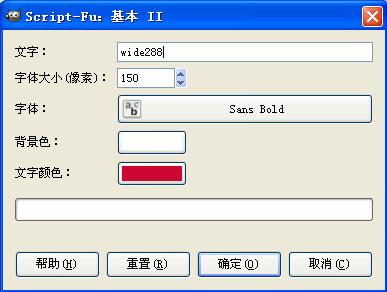 Script-Fu: 基本 II
文字：
wide288
字体大小(像素)：
150
字体：
abc
Sans Bold
背景色：
文字颜色：
帮助(H) 重置(R) 确定(O) 取消(C)